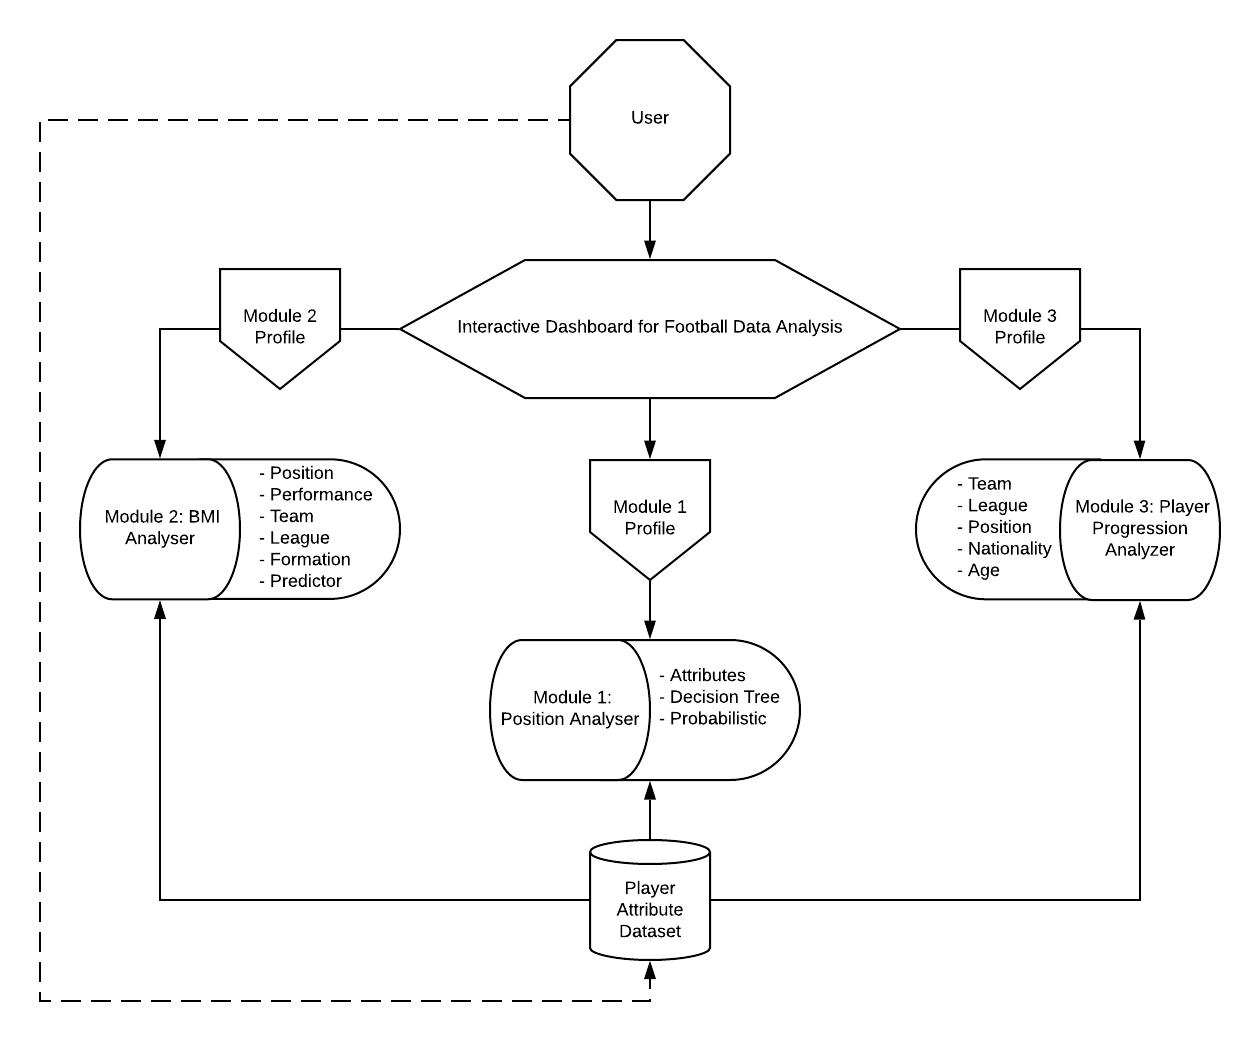 User
Module 2
Profile
Interactive Dashboard for Football Data Analysis
Module 3
Profile
Module 2: BMI
Analyser
- Position
- Performance
- Team
- League
- Formation
- Predictor
Module 1
Profile
- Team
- League
- Position
- Nationality
- Age
Module 3: Player
Progression
Analyzer
Module 1:
Position Analyser
- Attributes
- Decision Tree
- Probabilistic
Player
Attribute
Dataset